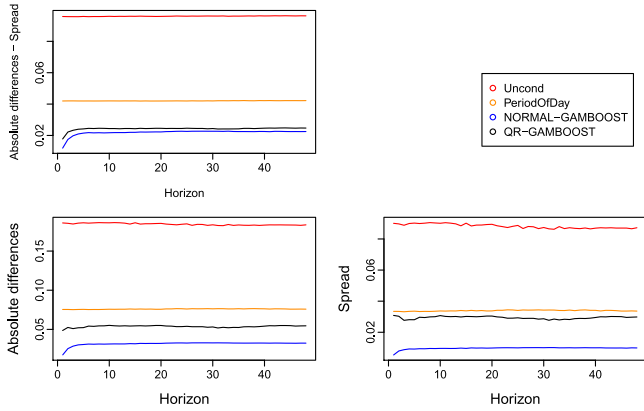 Absolute differences − Spread
0.06
0.02
0 10 20 30 40
Horizon
Uncond
PeriodOfDay
NORMAL−GAMBOOST
QR−GAMBOOST
Absolute differences
0.15
0.10
0.05
0 10 20 30 40
Horizon
Spread
0.06
0.02
0 10 20 30 40
Horizon